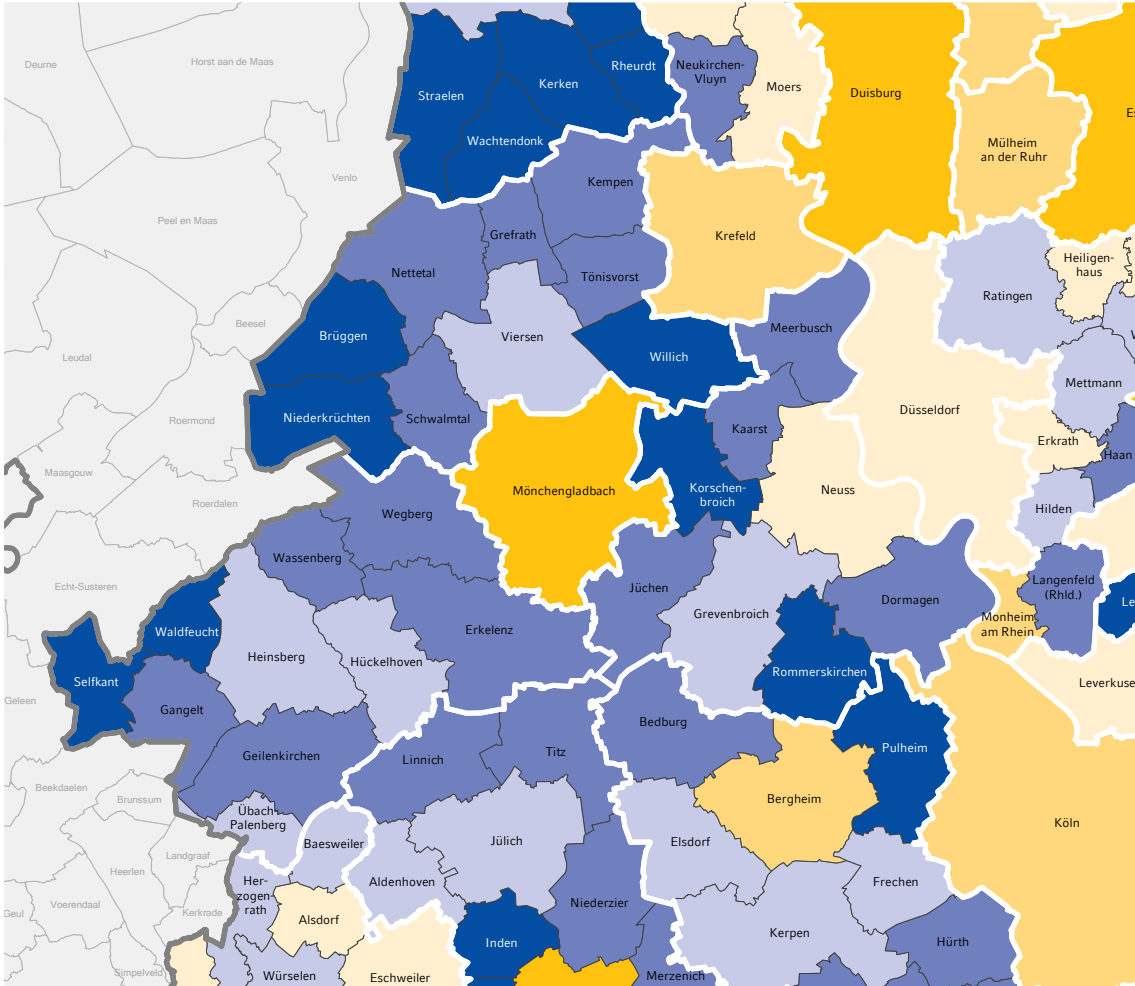 Deurne
Horst aan de Maas
Straelen
Kerken
Rheurdt
Neukirchen-
Vluyn
Moers
Duisburg
Es
Wachtendonk
Mülheim
an der Ruhr
Venlo
Kempen
Peel en Maas
Grefrath
Krefeld
Nettetal
Tönisvorst
Heiligen-
haus
Ratingen
Beesel
Brüggen
Viersen
Meerbusch
Leudal
Willich
Mettmann
Roermond
Niederkrüchten
Schwalmtal
Kaarst
Düsseldorf
Erkrath
Haan
Maasgouw
Mönchengladbach
Korschen-
broich
Neuss
Roerdalen
Wegberg
Hilden
Wassenberg
Echt-Susteren
Jüchen
Langenfeld
(Rhld.)
Dormagen
Le
Grevenbroich
Monheim
am Rhein
Waldfeucht
Erkelenz
Heinsberg
Hückelhoven
Rommerskirchen
Selfkant
Leverkuse
Geleen
Gangelt
Bedburg
Pulheim
Geilenkirchen
Linnich
Titz
Beekdaelen
Brunssum
Bergheim
Übach-
Palenberg
Köln
Baesweiler
Jülich
Elsdorf
Landgraaf
Heerlen
Her-
zogen-
rath
Aldenhoven
Frechen
Voerendaal
Niederzier
Geul
Kerkrade
Alsdorf
Kerpen
Inden
Hürth
Simpelveld
Würselen
Eschweiler
Merzenich